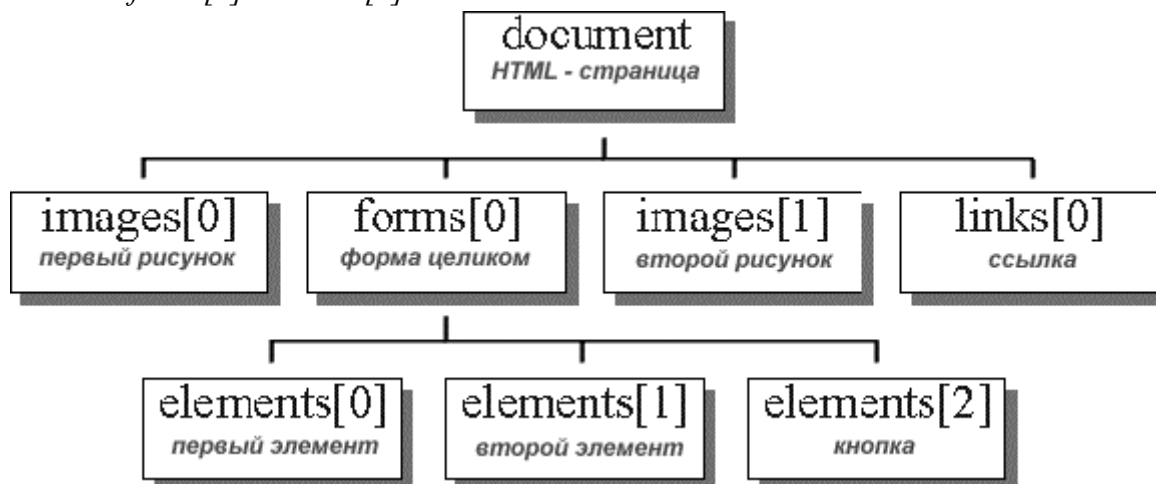 document
HTML - страница
images[0]
первый рисунок
forms[0]
форма целиком
images[1]
второй рисунок
links[0]
ссылка
elements[0]
первый элемент
elements[1]
второй элемент
elements[2]
кнопка